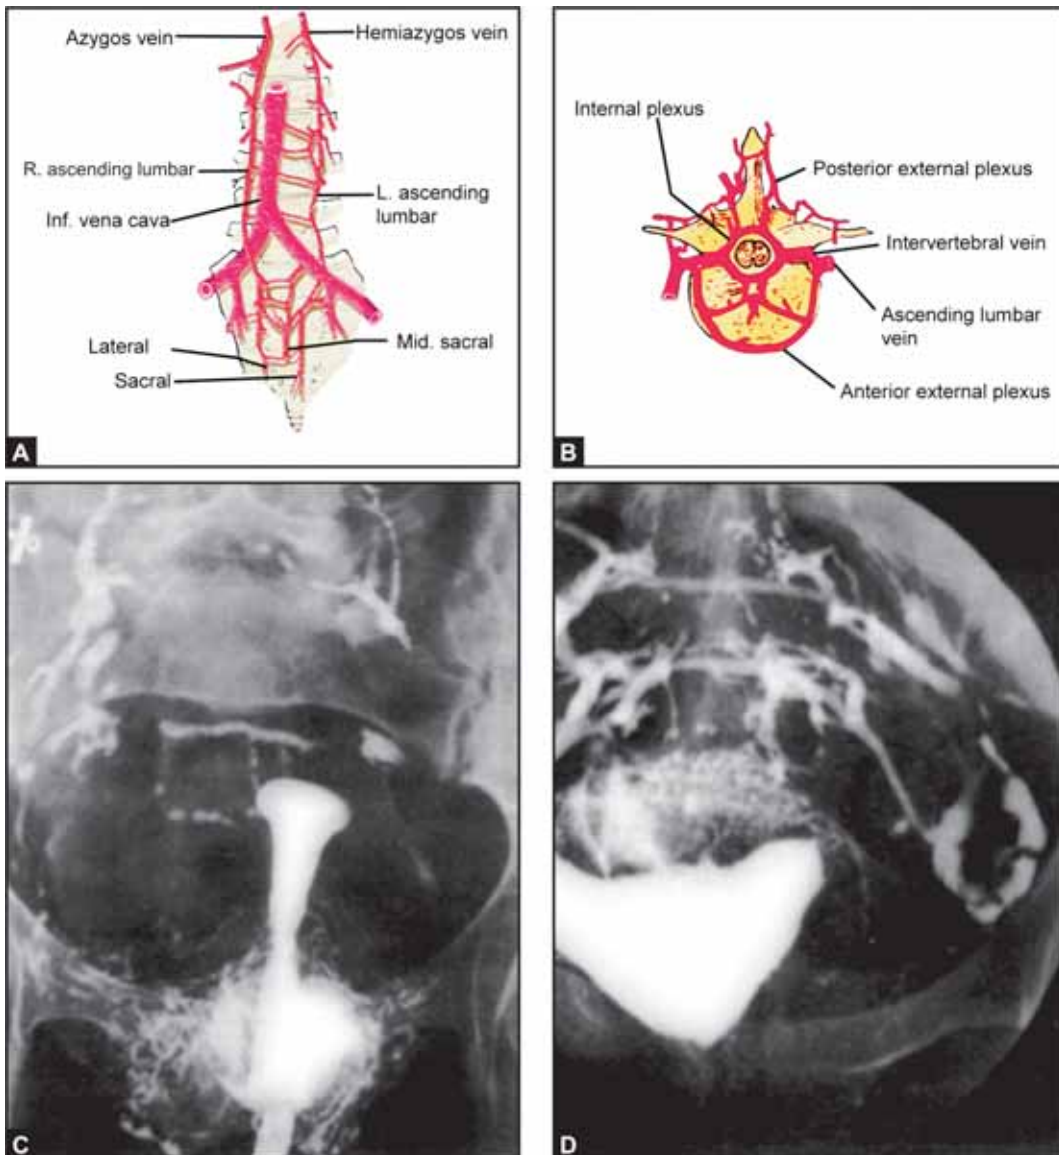 Azygos vein
Hemiazygos vein
R. ascending lumbar
Inf. vena cava
L. ascending
lumbar
Lateral
Sacral
Mid. sacral
A
Internal plexus
Posterior external plexus
Intervertebral vein
Ascending lumbar
vein
Anterior external plexus
B
C
D